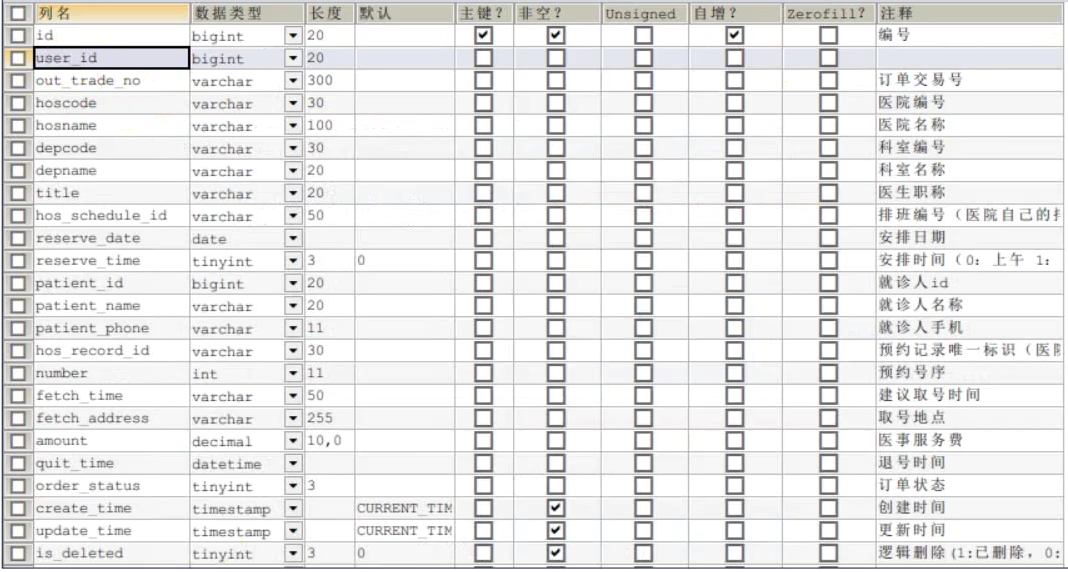 列名 数据类型 长度 默认 主键? 非空? Unsigned 自增? Zerofill? 注释
id bigint 20 编号
user_id bigint 20
out_trade_no varchar 300 订单交易号
hoscode varchar 30 医院编号
hosname varchar 100 医院名称
depcode varchar 30 科室编号
depname varchar 20 科室名称
title varchar 20 医生职称
hos_schedule_id varchar 50 排班编号（医院自己的
reserve_date date 安排日期
reserve_time tinyint 3 0 安排时间（0：上午 1：
patient_id bigint 20 就诊人id
patient_name varchar 20 就诊人名称
patient_phone varchar 11 就诊人手机
hos_record_id varchar 30 预约记录唯一标识（医院
number int 11 预约号序
fetch_time varchar 50 建议取号时间
fetch_address varchar 255 取号地点
amount decimal 10,0 医事服务费
quit_time datetime 退号时间
order_status tinyint 3 订单状态
create_time timestamp CURRENT_TIM 创建时间
update_time timestamp CURRENT_TIM 更新时间
is_deleted tinyint 3 0 逻辑删除(1:已删除，0: